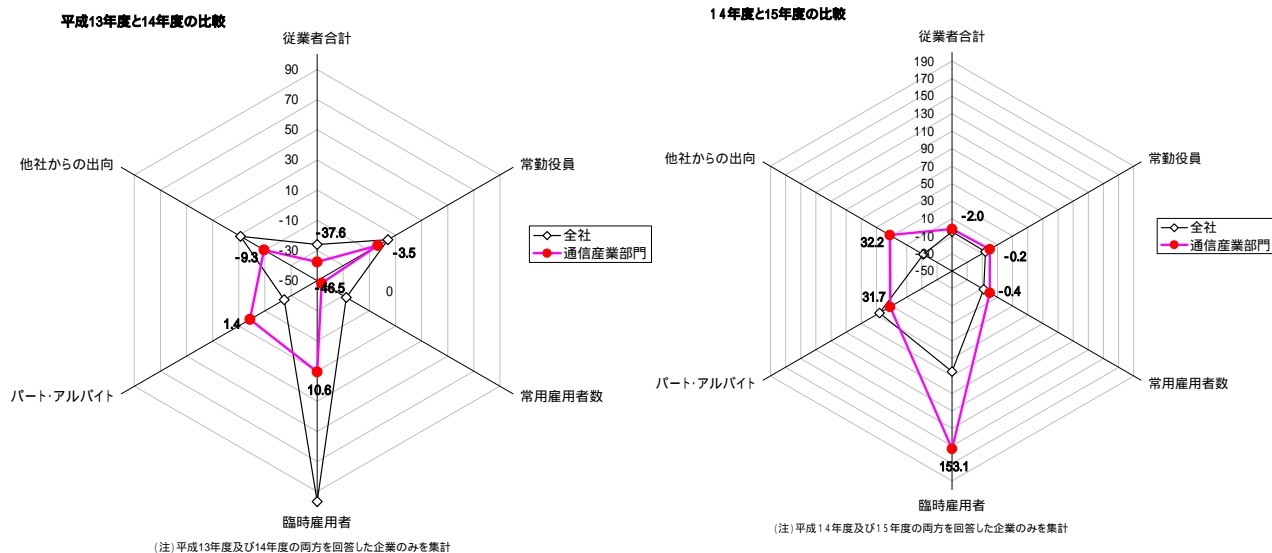 平成13年度と14年度の比較
従業者合計
90
70
50
30
10
-10
-30
-50
常勤役員
常用雇用者数
臨時雇用者
パート・アルバイト
他社からの出向
-37.6
-3.5
-46.5
0
10.6
1.4
-9.3
全社
通信産業部門
(注)平成13年度及び14年度の両方を回答した企業のみを集計
14年度と15年度の比較
従業者合計
190
170
150
130
110
90
70
50
30
10
-10
-30
-50
常勤役員
常用雇用者数
臨時雇用者
パート・アルバイト
他社からの出向
-2.0
-0.2
-0.4
153.1
31.7
32.2
全社
通信産業部門
(注)平成14年度及び15年度の両方を回答した企業のみを集計